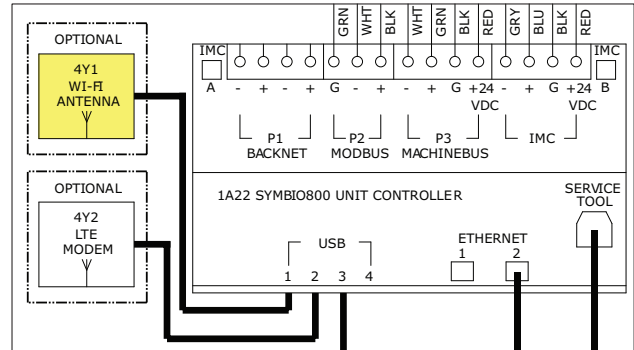 GRN
WHT
BLK
WHT
GRN
BLK
RED
GRY
BLU
BLK
RED
OPTIONAL
4Y1
WI-FI
ANTENNA
IMC
A
IMC
B
- + - + G - + - + G +24 - + G +24
VDC VDC
P1
BACKNET
P2
MODBUS
P3
MACHINEBUS
IMC
OPTIONAL
4Y2
LTE
MODEM
1A22 SYMBIO800 UNIT CONTROLLER
SERVICE
TOOL
USB
1 2 3 4
ETHERNET
1 2